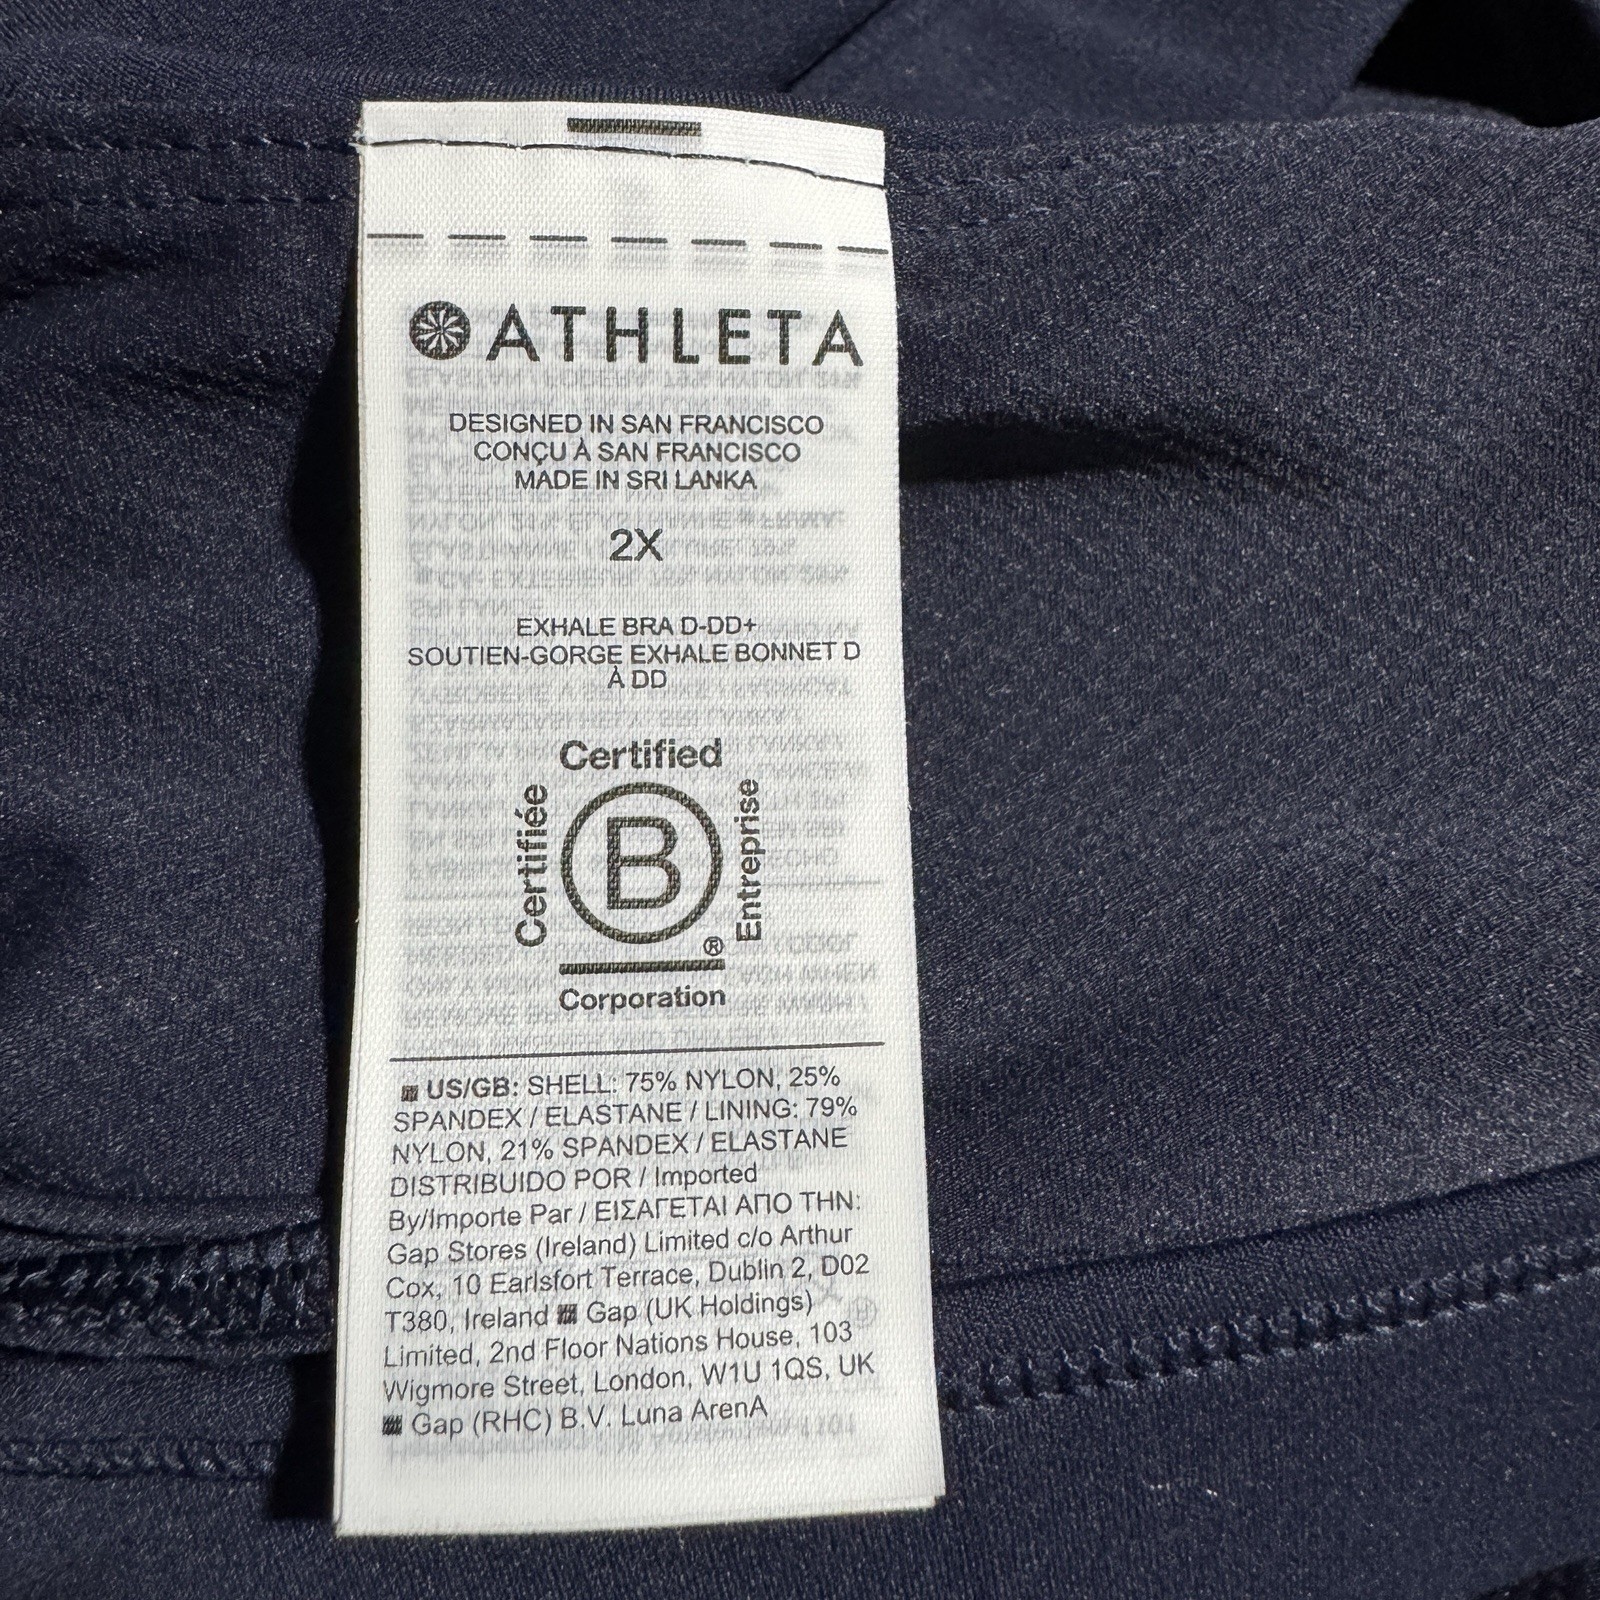 ATHLETA
DESIGNED IN SAN FRANCISCO
CONÇU À SAN FRANCISCO
MADE IN SRI LANKA
2X
EXHALE BRA D-DD+
SOUTIEN-GORGE EXHALE BONNET D
À DD
Certified
Certifiée
B
Entreprise
®
Corporation
US/GB: SHELL: 75% NYLON, 25%
SPANDEX / ELASTANE / LINING: 79%
NYLON, 21% SPANDEX / ELASTANE
DISTRIBUIDO POR / Imported
By/Importe Par / ΕΙΣΑΓΕΤΑΙ ΑΠΟ ΤΗΝ:
Gap Stores (Ireland) Limited c/o Arthur
Cox, 10 Earlsfort Terrace, Dublin 2, D02
T380, Ireland Gap (UK Holdings)
Limited, 2nd Floor Nations House, 103
Wigmore Street, London, W1U 1QS, UK
Gap (RHC) B.V. Luna ArenA